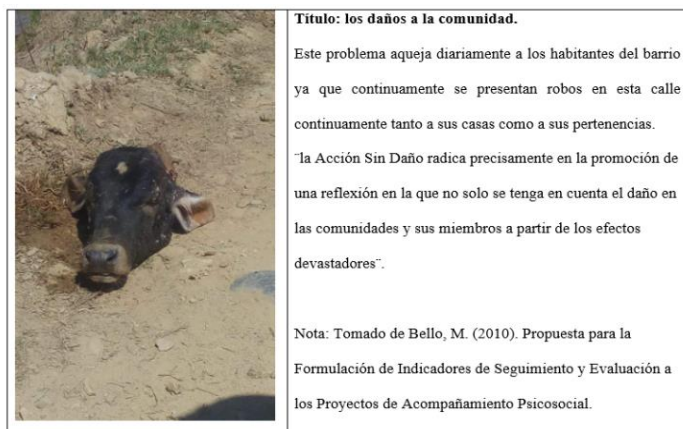 Título: los daños a la comunidad.
Este problema aqueja diariamente a los habitantes del barrio
ya que continuamente se presentan robos en esta calle
continuamente tanto a sus casas como a sus pertenencias.
¨la Acción Sin Daño radica precisamente en la promoción de
una reflexión en la que no solo se tenga en cuenta el daño en
las comunidades y sus miembros a partir de los efectos
devastadores¨.
Nota: Tomado de Bello, M. (2010). Propuesta para la
Formulación de Indicadores de Seguimiento y Evaluación a
los Proyectos de Acompañamiento Psicosocial.